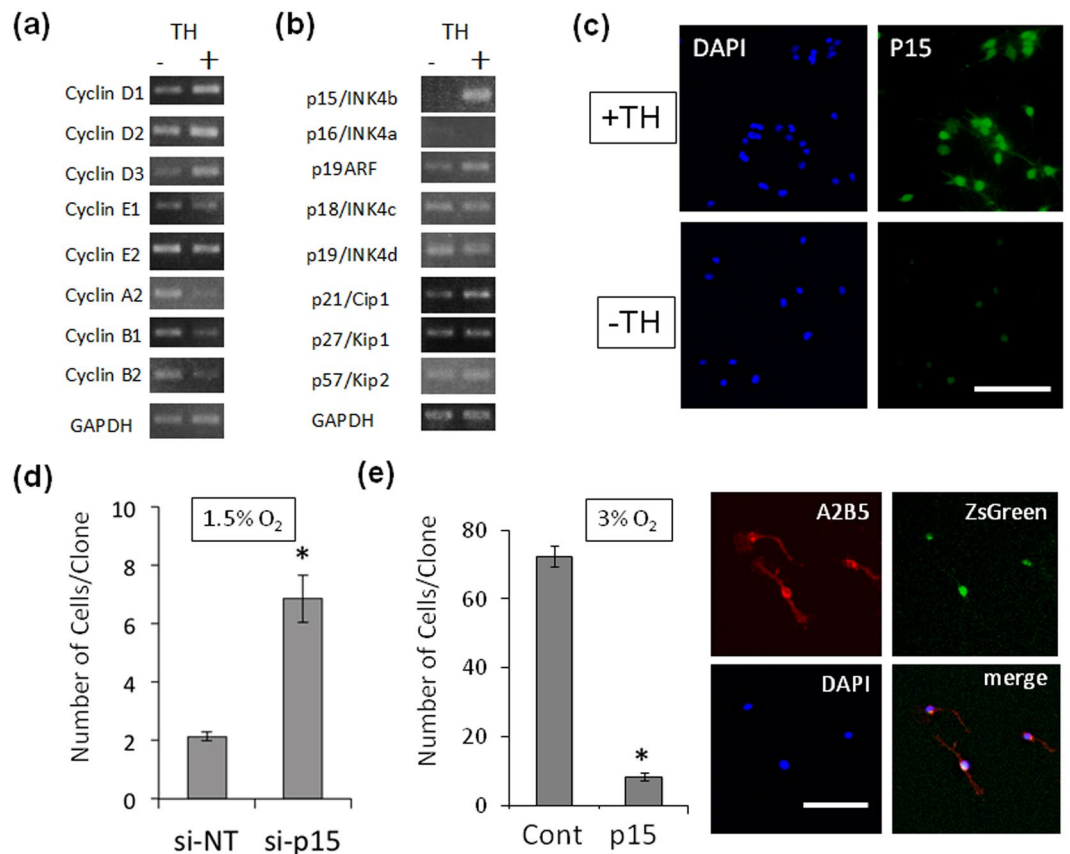 (a)
TH
- +
Cyclin D1
Cyclin D2
Cyclin D3
Cyclin E1
Cyclin E2
Cyclin A2
Cyclin B1
Cyclin B2
GAPDH
(b)
TH
- +
p15/INK4b
p16/INK4a
p19ARF
p18/INK4c
p19/INK4d
p21/Cip1
p27/Kip1
p57/Kip2
GAPDH
(c)
DAPI
P15
+TH
-TH
(d)
1.5% O2
Number of Cells/Clone
10
8
6
4
2
0
*
si-NT
si-p15
(e)
3% O2
Number of Cells/Clone
80
60
40
20
0
*
Cont
p15
A2B5
ZsGreen
DAPI
merge